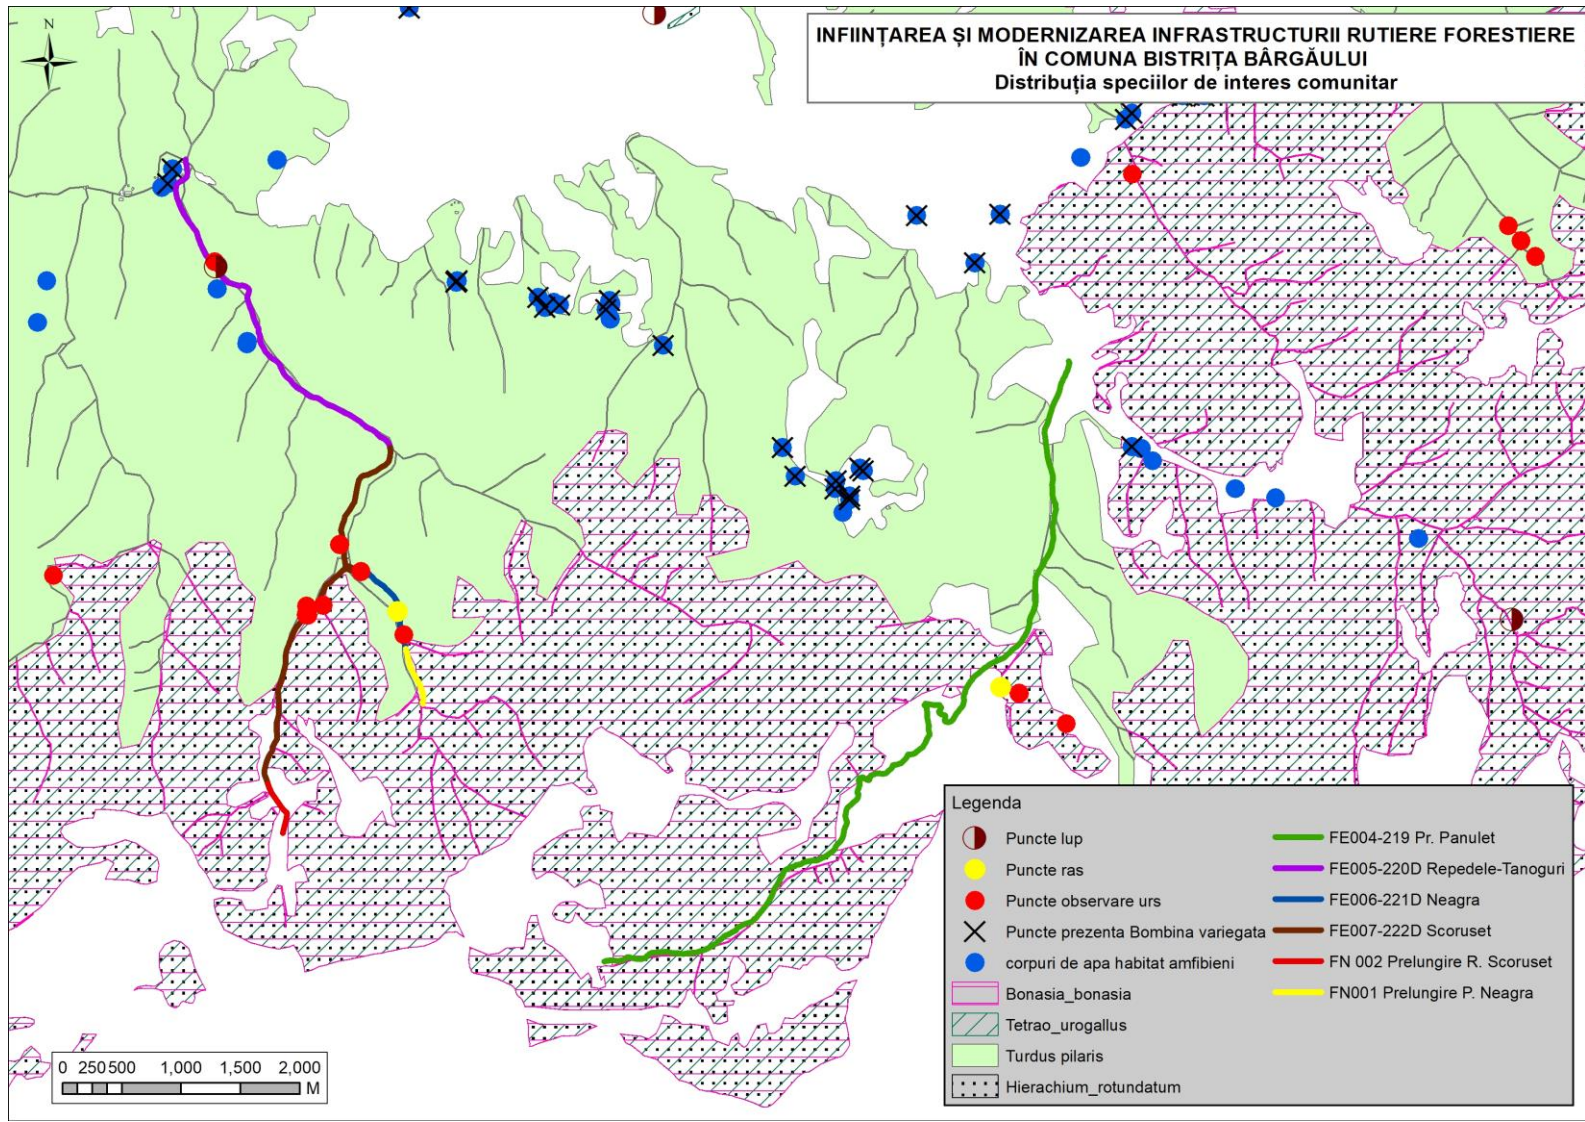 N
INFIINȚAREA ȘI MODERNIZAREA INFRASTRUCTURII RUTIERE FORESTIERE
ÎN COMUNA BISTRIȚA BÂRGĂULUI
Distribuția speciilor de interes comunitar
Legenda
Puncte lup
Puncte ras
Puncte observare urs
Puncte prezenta Bombina variegata
corpuri de apa habitat amfibieni
Bonasia_bonasia
Tetrao_urogallus
Turdus pilaris
Hierachium_rotundatum
FE004-219 Pr. Panulet
FE005-220D Repedele-Tanoguri
FE006-221D Neagra
FE007-222D Scoruset
FN 002 Prelungire R. Scoruset
FN001 Prelungire P. Neagra
0 250 500 1,000 1,500 2,000
M